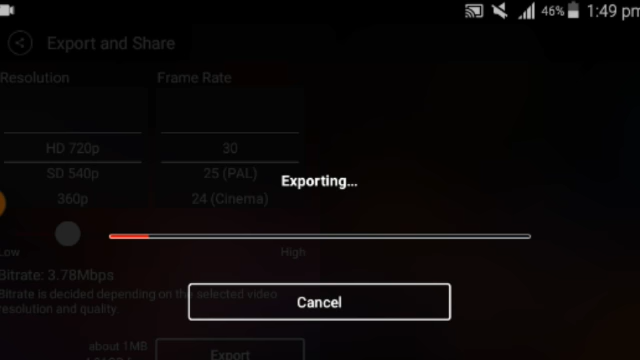 46% 1:49 pm
Export and Share
Resolution Frame Rate
HD 720p 30
SD 540p 25 (PAL)
360p 24 (Cinema)
Exporting...
Low High
Bitrate: 3.78Mbps
Bitrate is decided depending on the selected video
resolution and quality
Cancel
about 1MB
Export